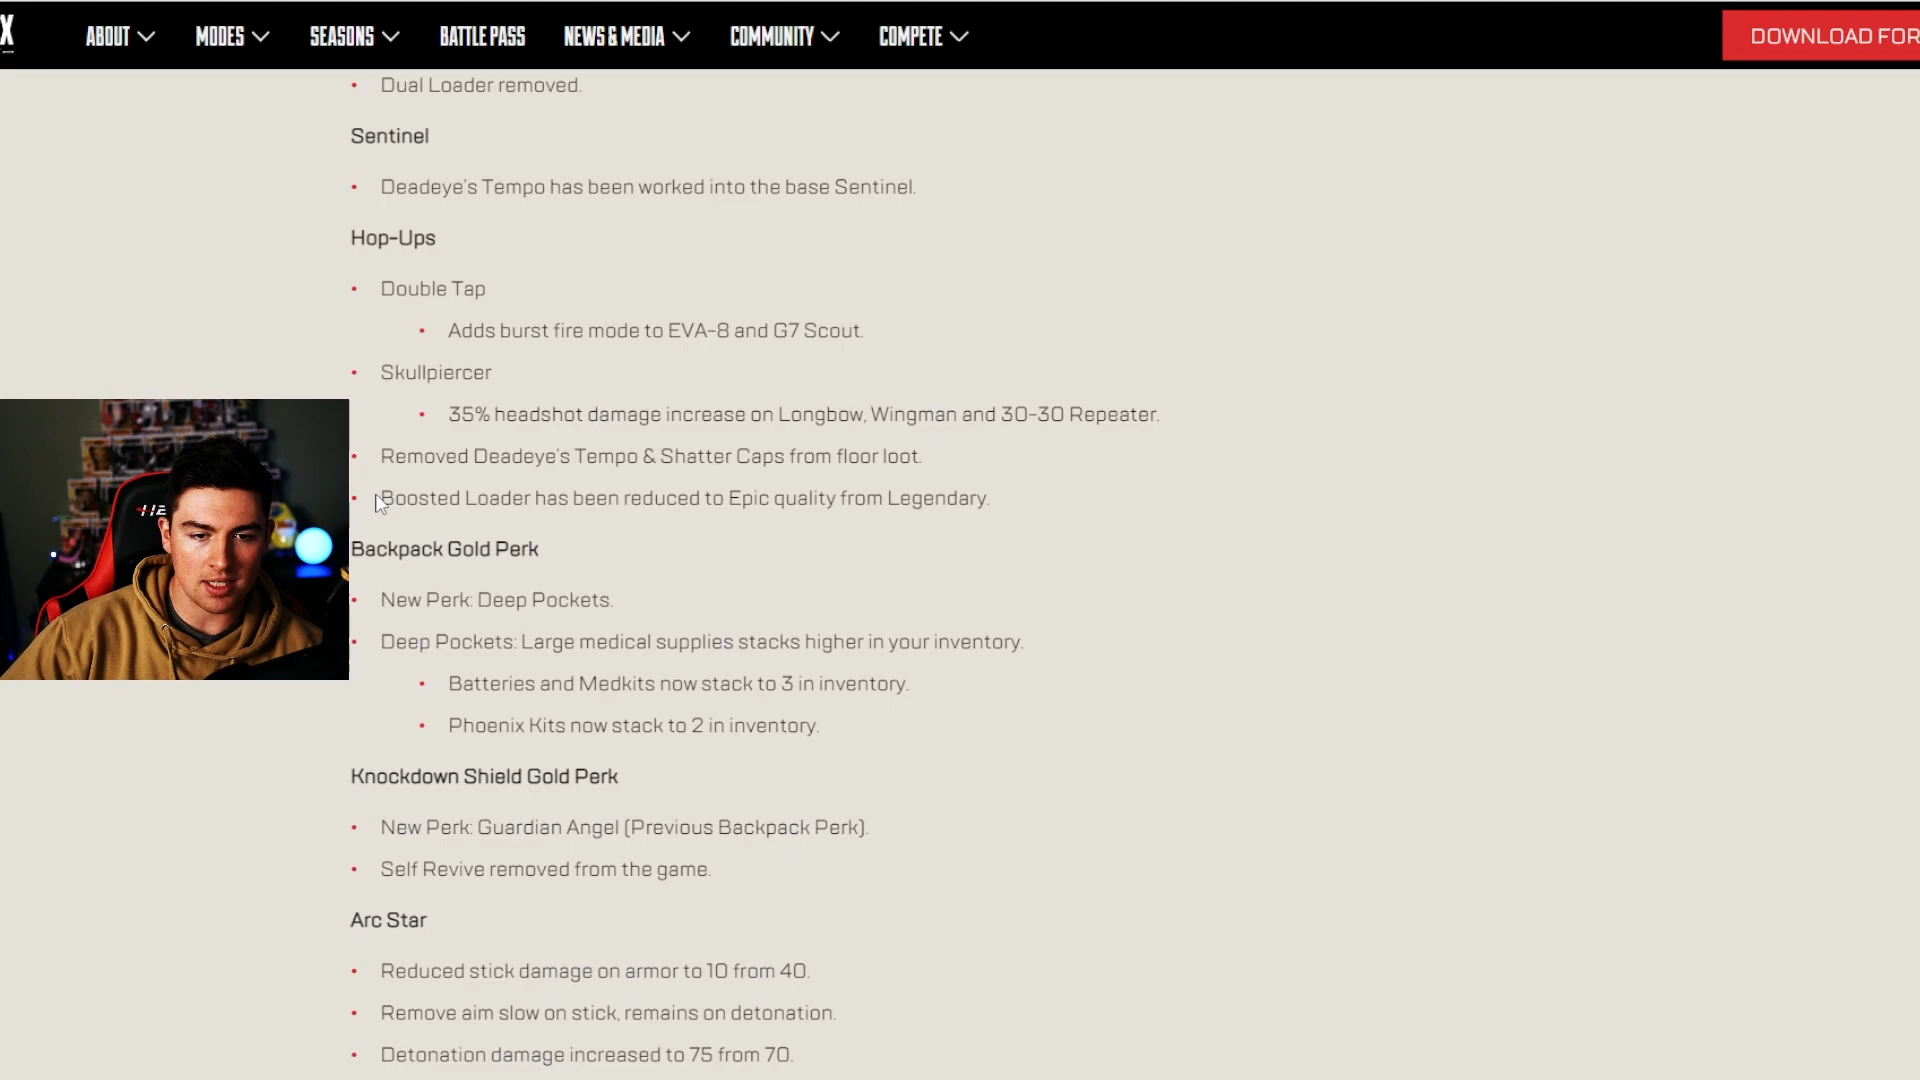 X
ABOUT MODES SEASONS BATTLE PASS NEWS & MEDIA COMMUNITY COMPETE DOWNLOAD FOR
• Dual Loader removed.
Sentinel
• Deadeye's Tempo has been worked into the base Sentinel.
Hop-Ups
• Double Tap
• Adds burst fire mode to EVA-8 and G7 Scout.
• Skullpiercer
• 35% headshot damage increase on Longbow, Wingman and 30-30 Repeater.
• Removed Deadeye's Tempo & Shatter Caps from floor loot.
• Boosted Loader has been reduced to Epic quality from Legendary.
Backpack Gold Perk
• New Perk: Deep Pockets.
• Deep Pockets: Large medical supplies stacks higher in your inventory.
• Batteries and Medkits now stack to 3 in inventory.
• Phoenix Kits now stack to 2 in inventory.
Knockdown Shield Gold Perk
• New Perk: Guardian Angel (Previous Backpack Perk).
• Self Revive removed from the game.
Arc Star
• Reduced stick damage on armor to 10 from 40.
• Remove aim slow on stick, remains on detonation.
• Detonation damage increased to 75 from 70.